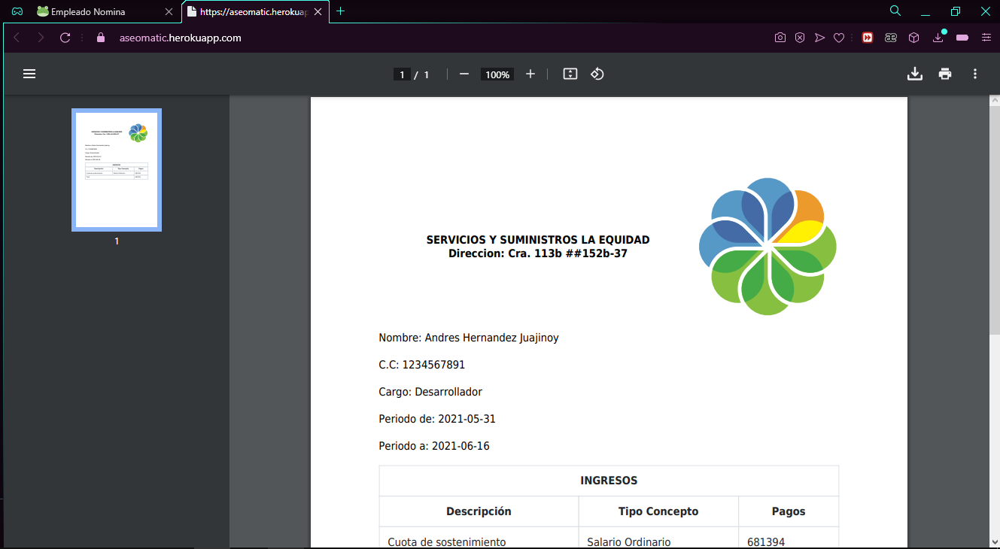 Empleado Nomina
https://aseomatic.herokuap
aseomatic.herokuapp.com
1 / 1
100%
1
SERVICIOS Y SUMINISTROS LA EQUIDAD
Direccion: Cra. 113b ##152b-37
Nombre: Andres Hernandez Juajinoy
C.C: 1234567891
Cargo: Desarrollador
Periodo de: 2021-05-31
Periodo a: 2021-06-16
INGRESOS
Descripción Tipo Concepto Pagos
Cuota de sostenimiento Salario Ordinario 681394